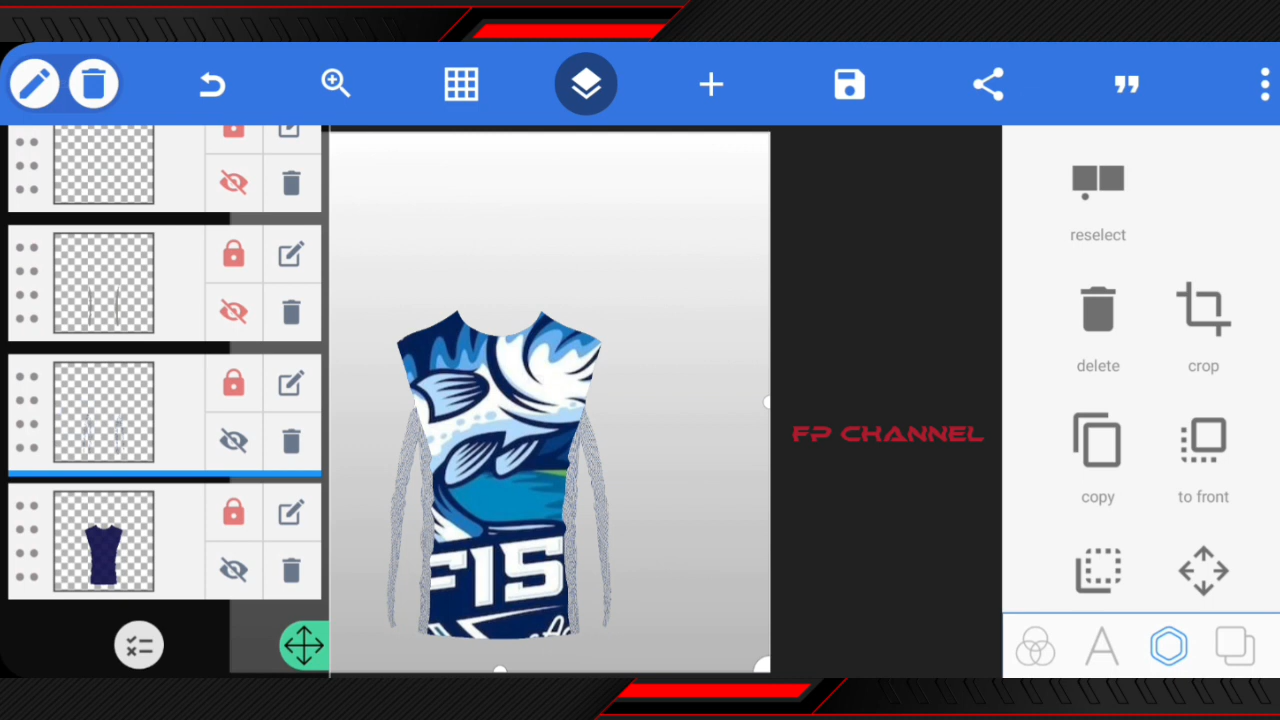 reselect
delete
crop
FP CHANNEL
copy
to front
FIS